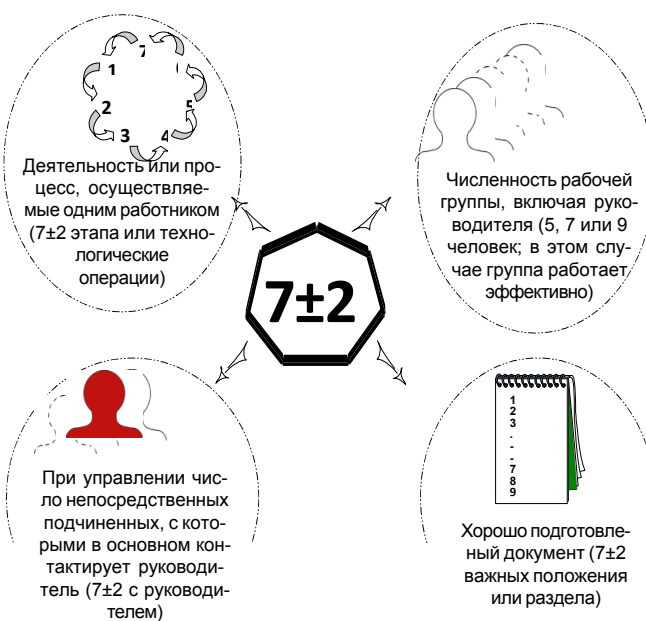 7
1
2
5
3
4
Деятельность или про-
цесс, осуществляе-
мые одним работником
(7±2 этапа или техно-
логические
операции)
Численность рабочей
группы, включая руко-
водителя (5, 7 или 9
человек; в этом слу-
чае группа работает
эффективно)
7±2
При управлении чис-
ло непосредственных
подчиненных, с кото-
рыми в основном кон-
тактирует руководи-
тель (7±2 с руководи-
телем)
1
2
3
.
-
-
7
8
9
Хорошо подготовле-
ный документ (7±2
важных положения
или раздела)